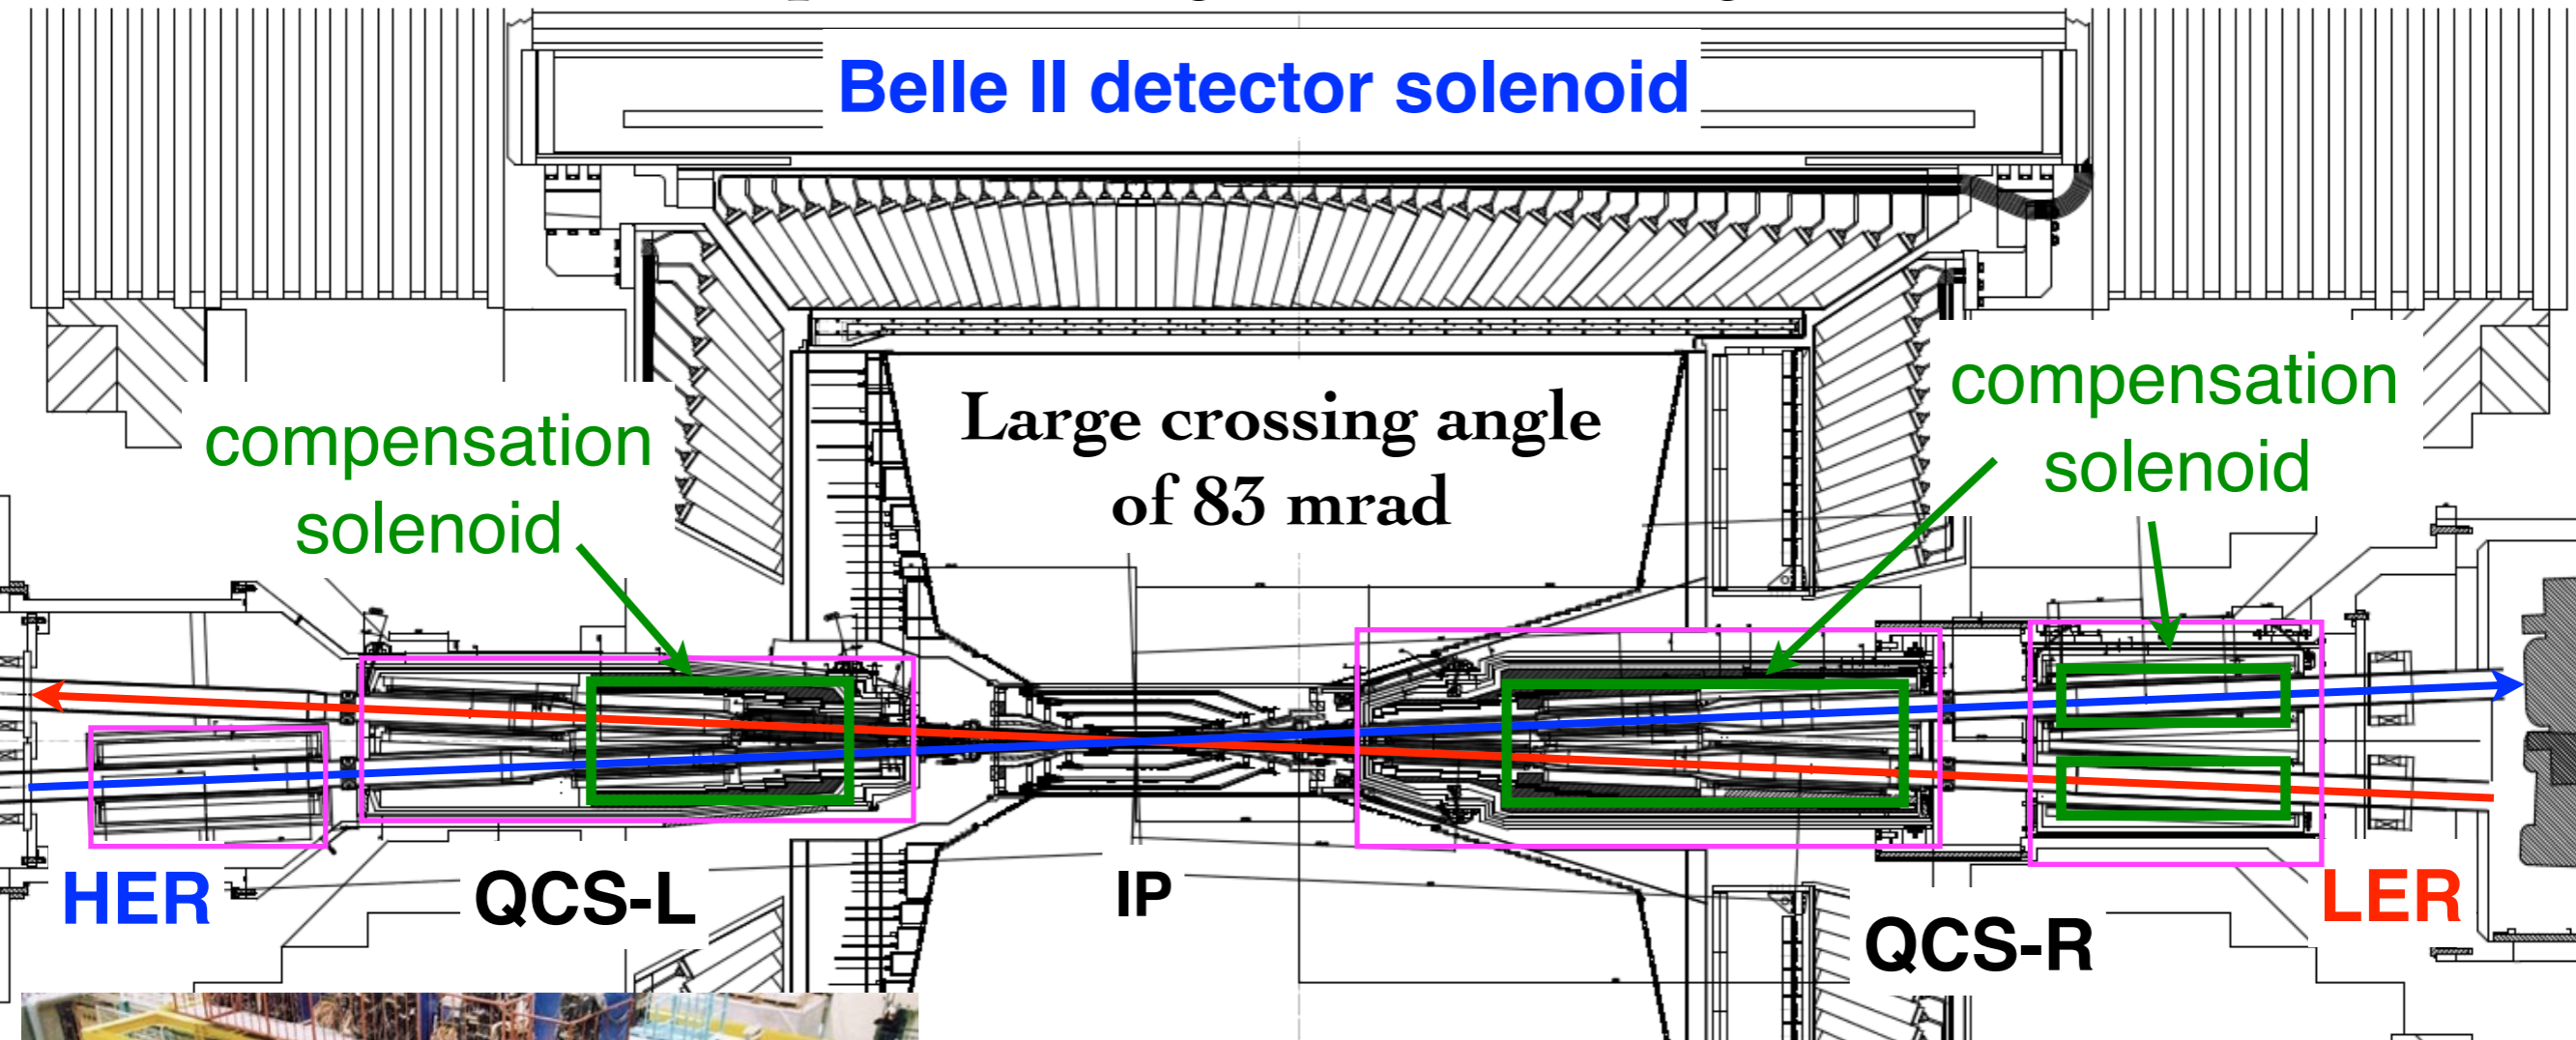 Belle II detector solenoid
compensation
solenoid
Large crossing angle
of 83 mrad
compensation
solenoid
HER
QCS-L
IP
QCS-R
LER